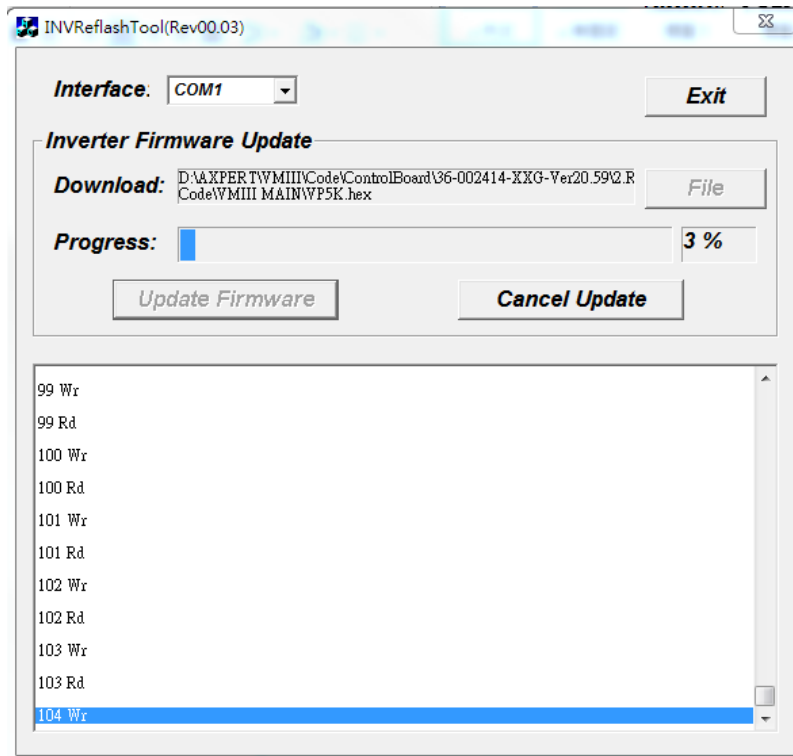 INVReflashTool(Rev00.03)
Interface: COM1
Exit
Inverter Firmware Update
Download: D:\AXPERT\VMIII\Code\ControlBoard\36-002414-XXG-Ver20.59\2.R
Code\VMIII MAIN\VP5K.hex
File
Progress: 3 %
Update Firmware Cancel Update
99 Wr
99 Rd
100 Wr
100 Rd
101 Wr
101 Rd
102 Wr
102 Rd
103 Wr
103 Rd
104 Wr